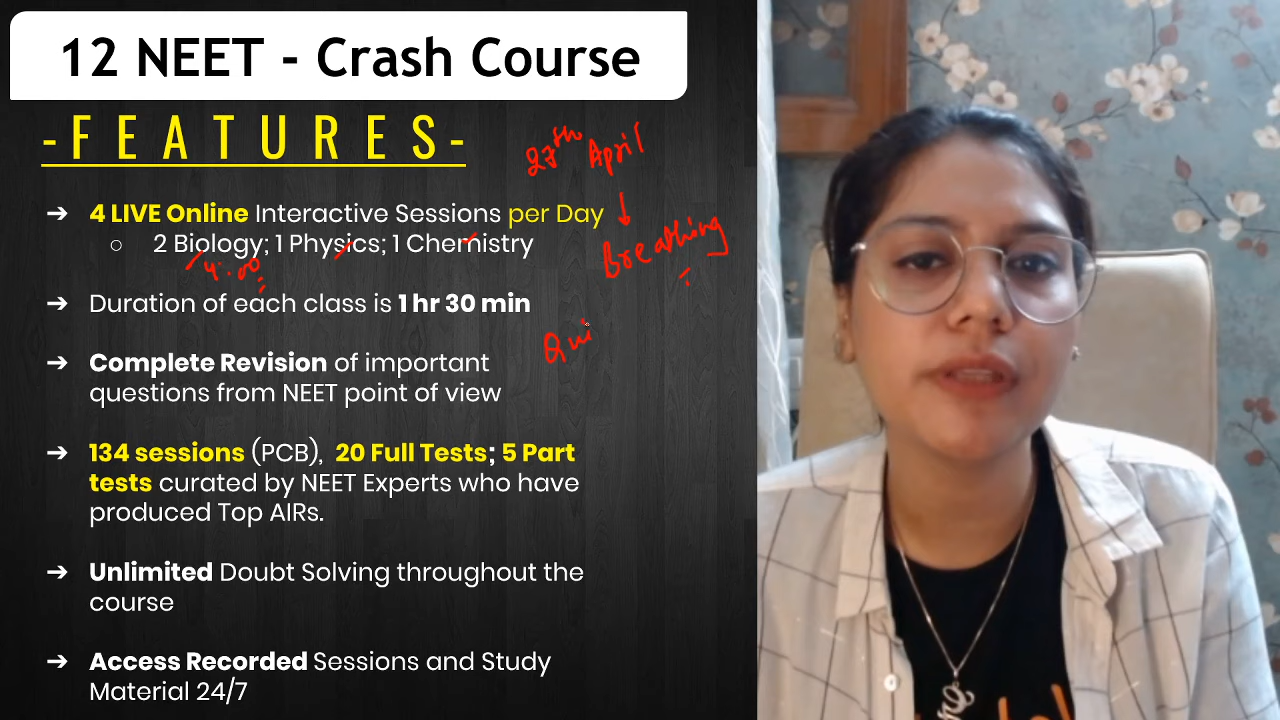 12 NEET - Crash Course
-FEATURES-
27th April
➔ 4 LIVE Online Interactive Sessions per Day
○ 2 Biology; 1 Physics; 1 Chemistry
Breathing
4:00
➔ Duration of each class is 1 hr 30 min
Qui
➔ Complete Revision of important
questions from NEET point of view
➔ 134 sessions (PCB), 20 Full Tests; 5 Part
tests curated by NEET Experts who have
produced Top AIRs.
➔ Unlimited Doubt Solving throughout the
course
➔ Access Recorded Sessions and Study
Material 24/7